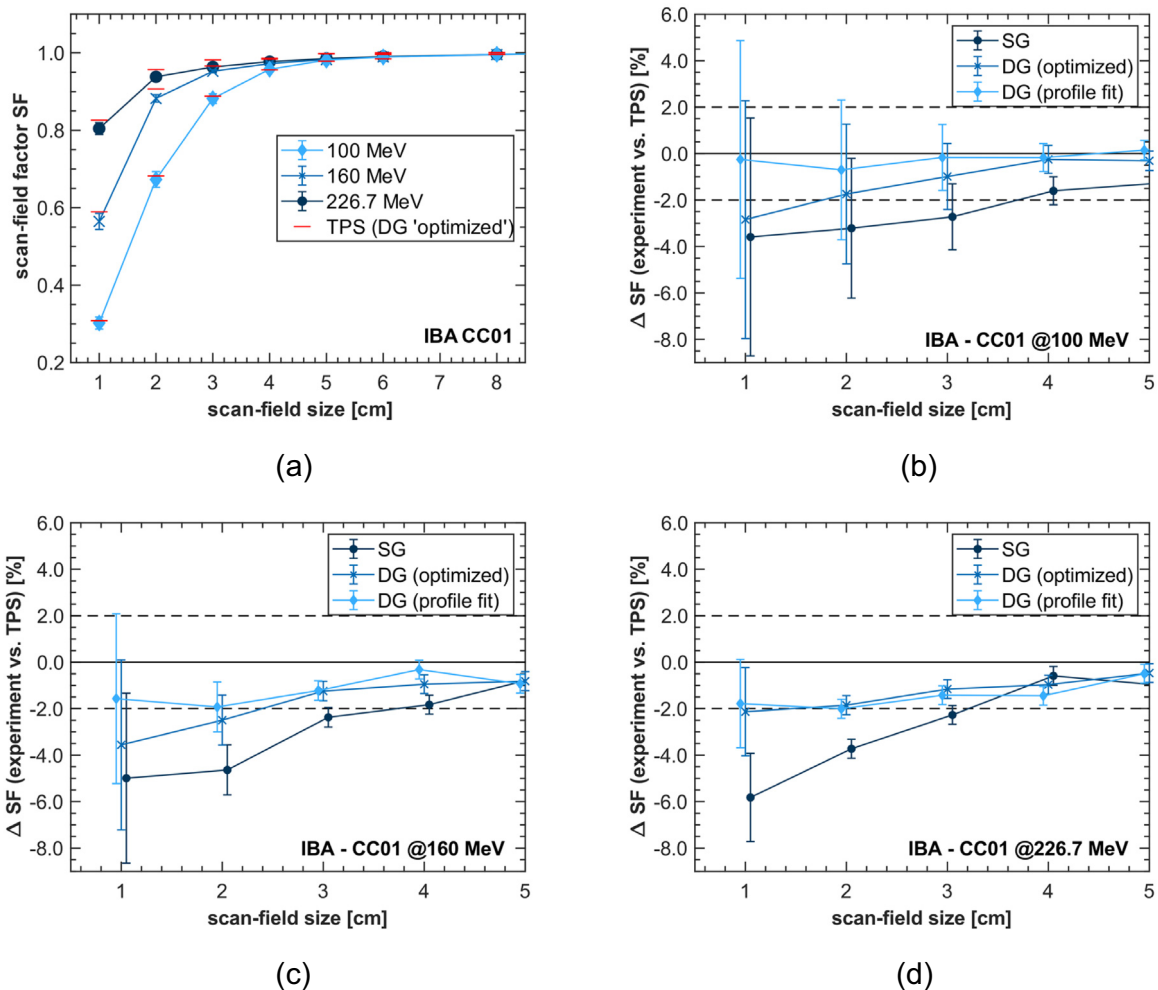 1.0
0.8
0.6
0.4
0.2
scan-field factor SF
100 MeV
160 MeV
226.7 MeV
TPS (DG 'optimized')
IBA CC01
1 2 3 4 5 6 7 8
scan-field size [cm]
(a)
6.0
4.0
2.0
0.0
-2.0
-4.0
-6.0
-8.0
Δ SF (experiment vs. TPS) [%]
SG
DG (optimized)
DG (profile fit)
IBA - CC01 @100 MeV
1 2 3 4 5
scan-field size [cm]
(b)
6.0
4.0
2.0
0.0
-2.0
-4.0
-6.0
-8.0
Δ SF (experiment vs. TPS) [%]
SG
DG (optimized)
DG (profile fit)
IBA - CC01 @160 MeV
1 2 3 4 5
scan-field size [cm]
(c)
6.0
4.0
2.0
0.0
-2.0
-4.0
-6.0
-8.0
Δ SF (experiment vs. TPS) [%]
SG
DG (optimized)
DG (profile fit)
IBA - CC01 @226.7 MeV
1 2 3 4 5
scan-field size [cm]
(d)